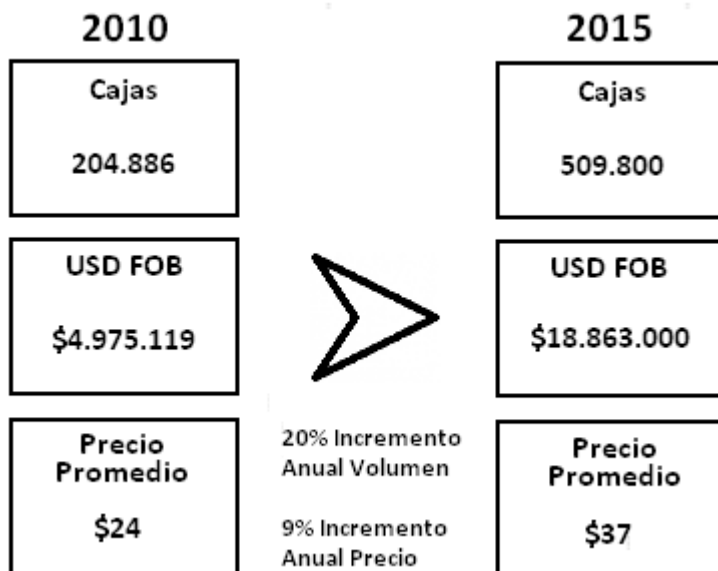 2010
Cajas
204.886
USD FOB
$4.975.119
Precio
Promedio
$24
20% Incremento
Anual Volumen
9% Incremento
Anual Precio
2015
Cajas
509.800
USD FOB
$18.863.000
Precio
Promedio
$37